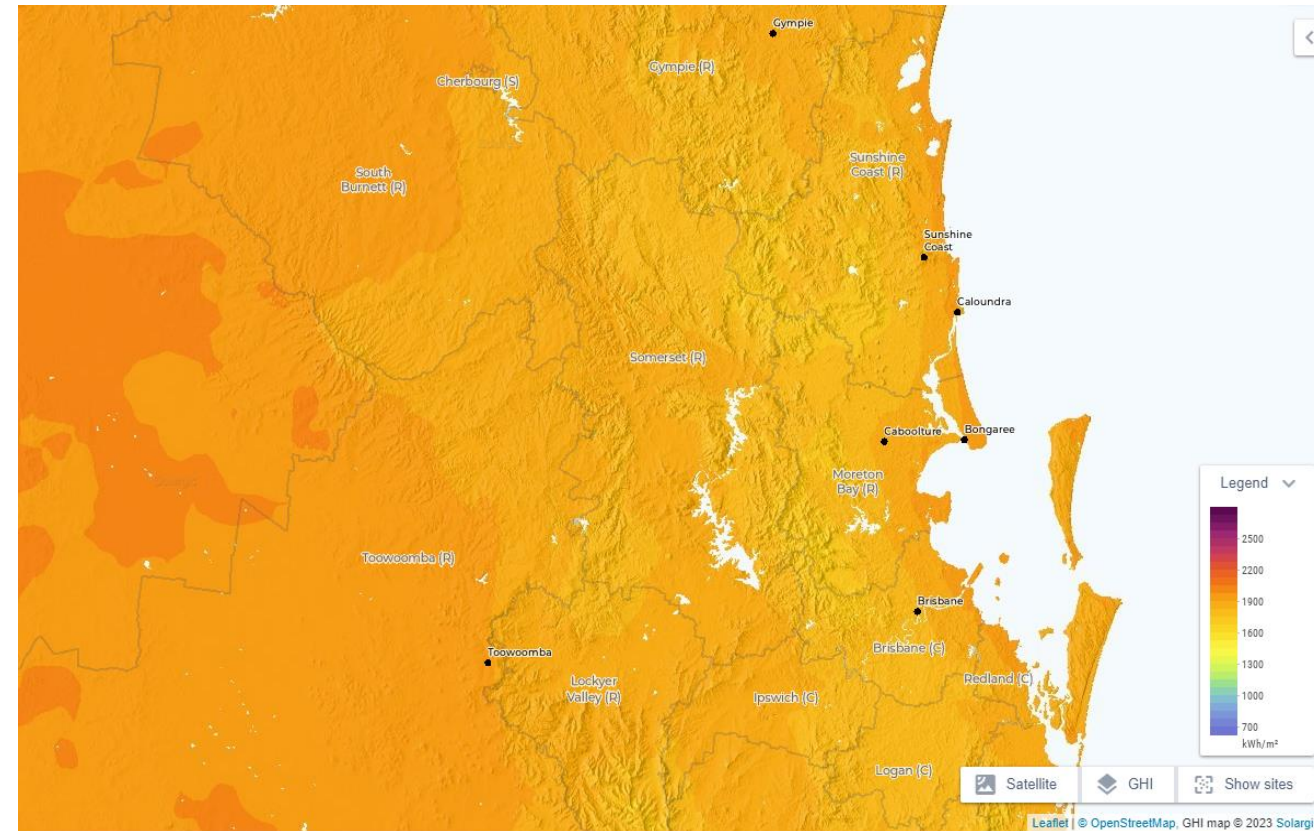 Gympie
Gympie (R)
Cherbourg (S)
South
Burnett (R)
Sunshine
Coast (R)
Sunshine
Coast
Caloundra
Somerset (R)
Caboolture
Bongaree
Moreton
Bay (R)
Legend
2500
2200
1900
1600
1300
1000
700
kWh/m²
Toowoomba (R)
Brisbane
Brisbane (C)
Toowoomba
Lockyer
Valley (R)
Ipswich (C)
Redland (C)
Logan (C)
Satellite
GHI
Show sites
Leaflet | © OpenStreetMap, GHI map © 2023 Solargi